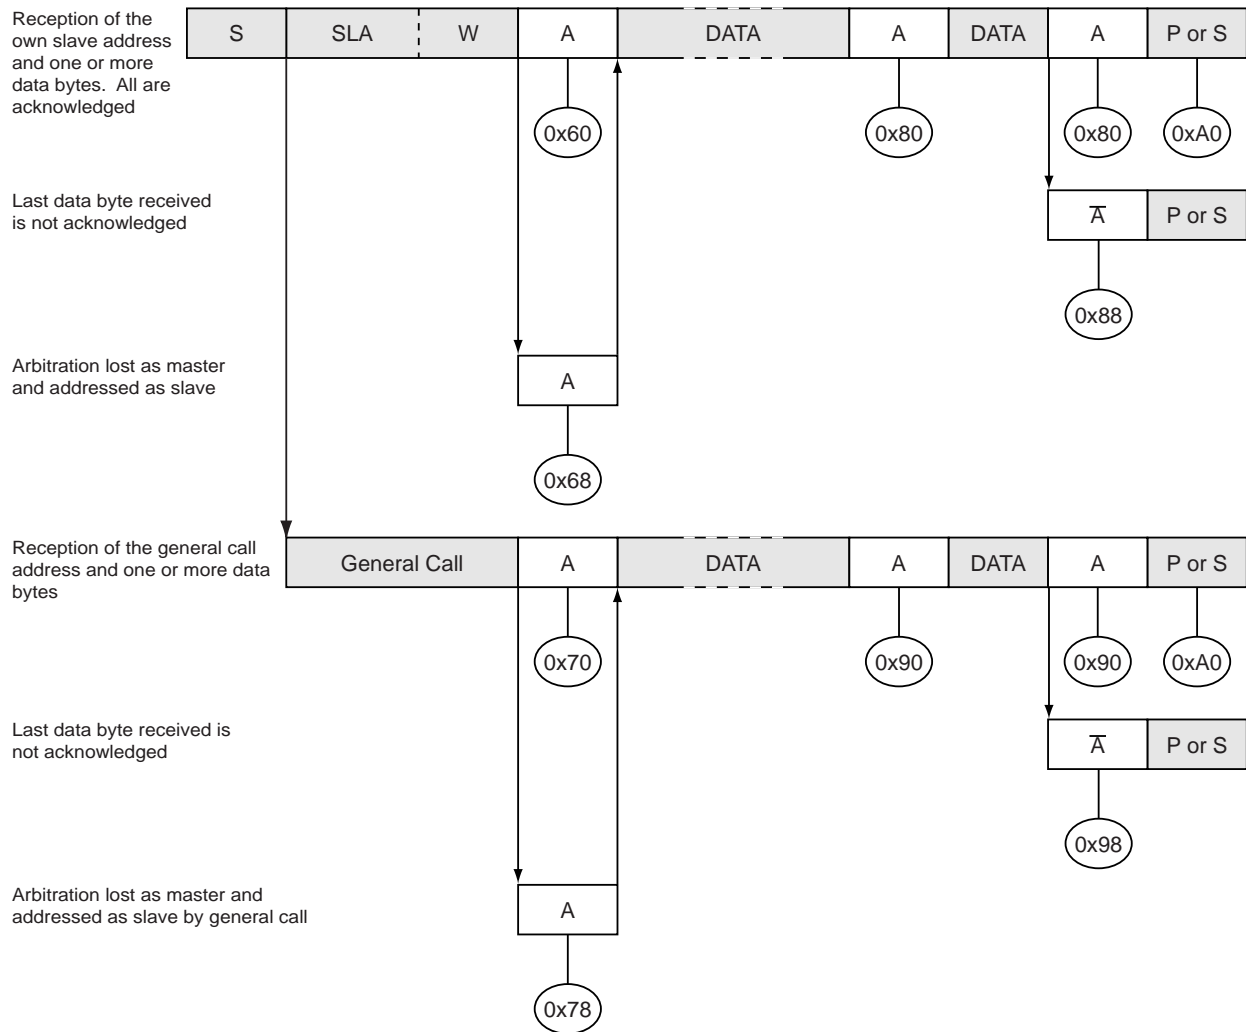 Reception of the
own slave address
and one or more
data bytes.  All are
acknowledged
S SLA W A DATA A DATA A P or S
0x60 0x80 0x80 0xA0
Last data byte received
is not acknowledged
A̅ P or S
0x88
Arbitration lost as master
and addressed as slave
A
0x68
Reception of the general call
address and one or more data
bytes
General Call A DATA A DATA A P or S
0x70 0x90 0x90 0xA0
Last data byte received is
not acknowledged
A̅ P or S
0x98
Arbitration lost as master and
addressed as slave by general call
A
0x78